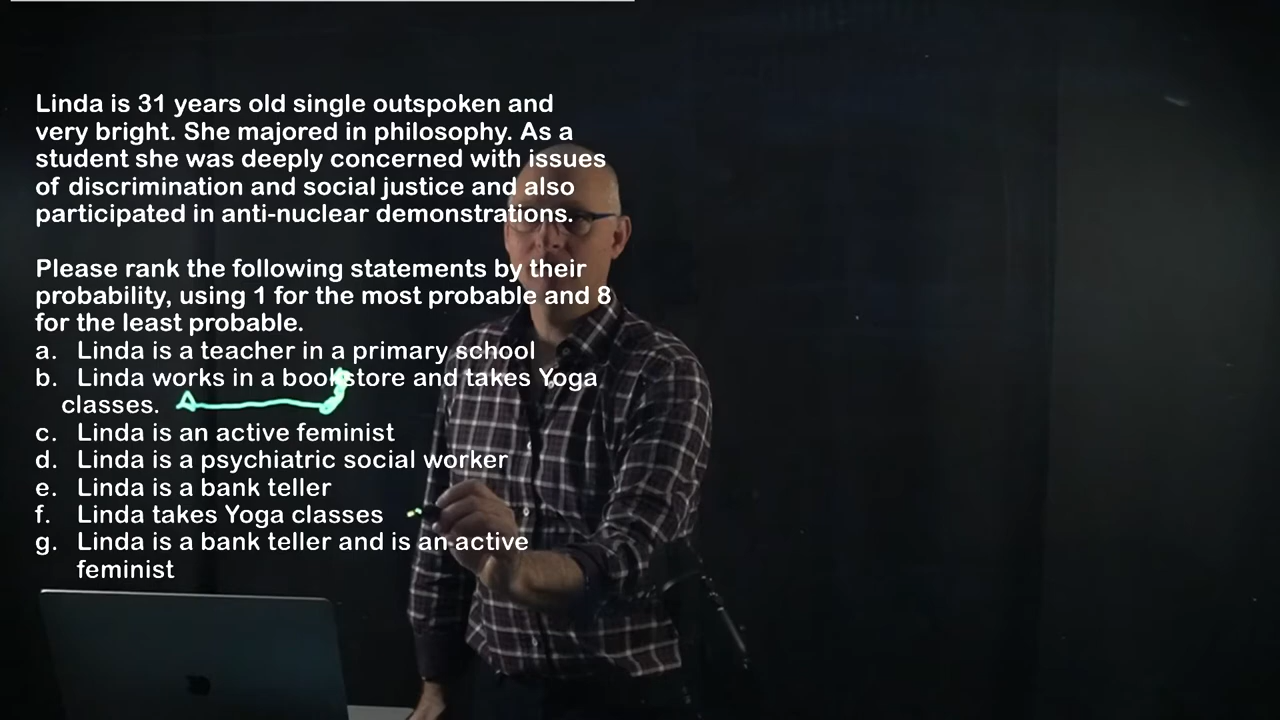 Linda is 31 years old single outspoken and
very bright. She majored in philosophy. As a
student she was deeply concerned with issues
of discrimination and social justice and also
participated in anti-nuclear demonstrations.
Please rank the following statements by their
probability, using 1 for the most probable and 8
for the least probable.
a. Linda is a teacher in a primary school
b. Linda works in a bookstore and takes Yoga
classes.
c. Linda is an active feminist
d. Linda is a psychiatric social worker
e. Linda is a bank teller
f. Linda takes Yoga classes
g. Linda is a bank teller and is an active
feminist